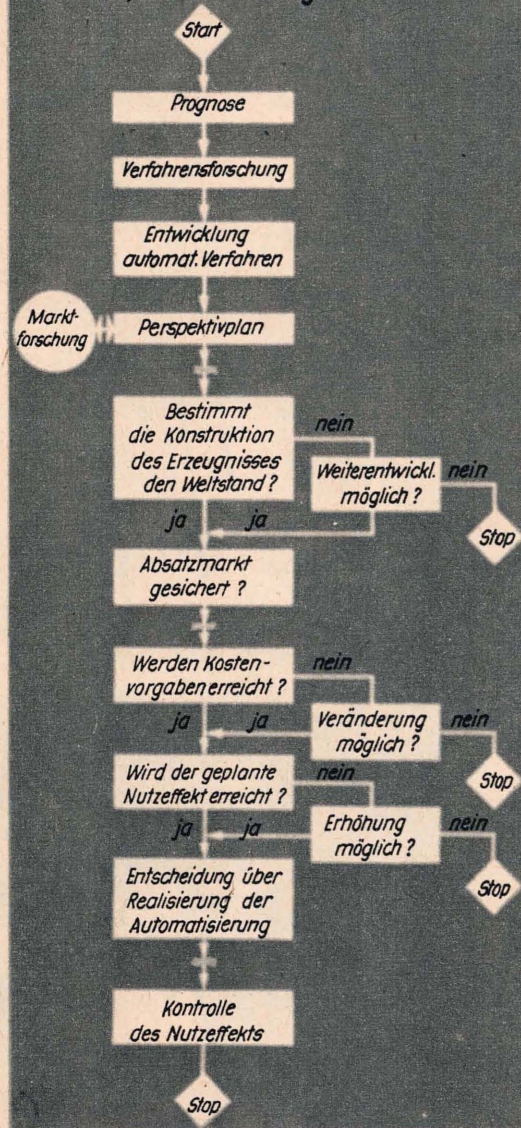 Start
Prognose
Verfahrensforschung
Entwicklung
automat. Verfahren
Markt-
forschung
Perspektivplan
Bestimmt
die Konstruktion
des Erzeugnisses
den Weltstand ?
nein
Weiterentwickl.
möglich ?
nein
Stop
ja
ja
Absatzmarkt
gesichert ?
Werden Kosten-
vorgaben erreicht ?
nein
Veränderung
möglich ?
nein
Stop
ja
ja
Wird der geplante
Nutzeffekt erreicht ?
nein
Erhöhung
möglich ?
nein
Stop
ja
ja
Entscheidung über
Realisierung der
Automatisierung
Kontrolle
des Nutzeffekts
Stop